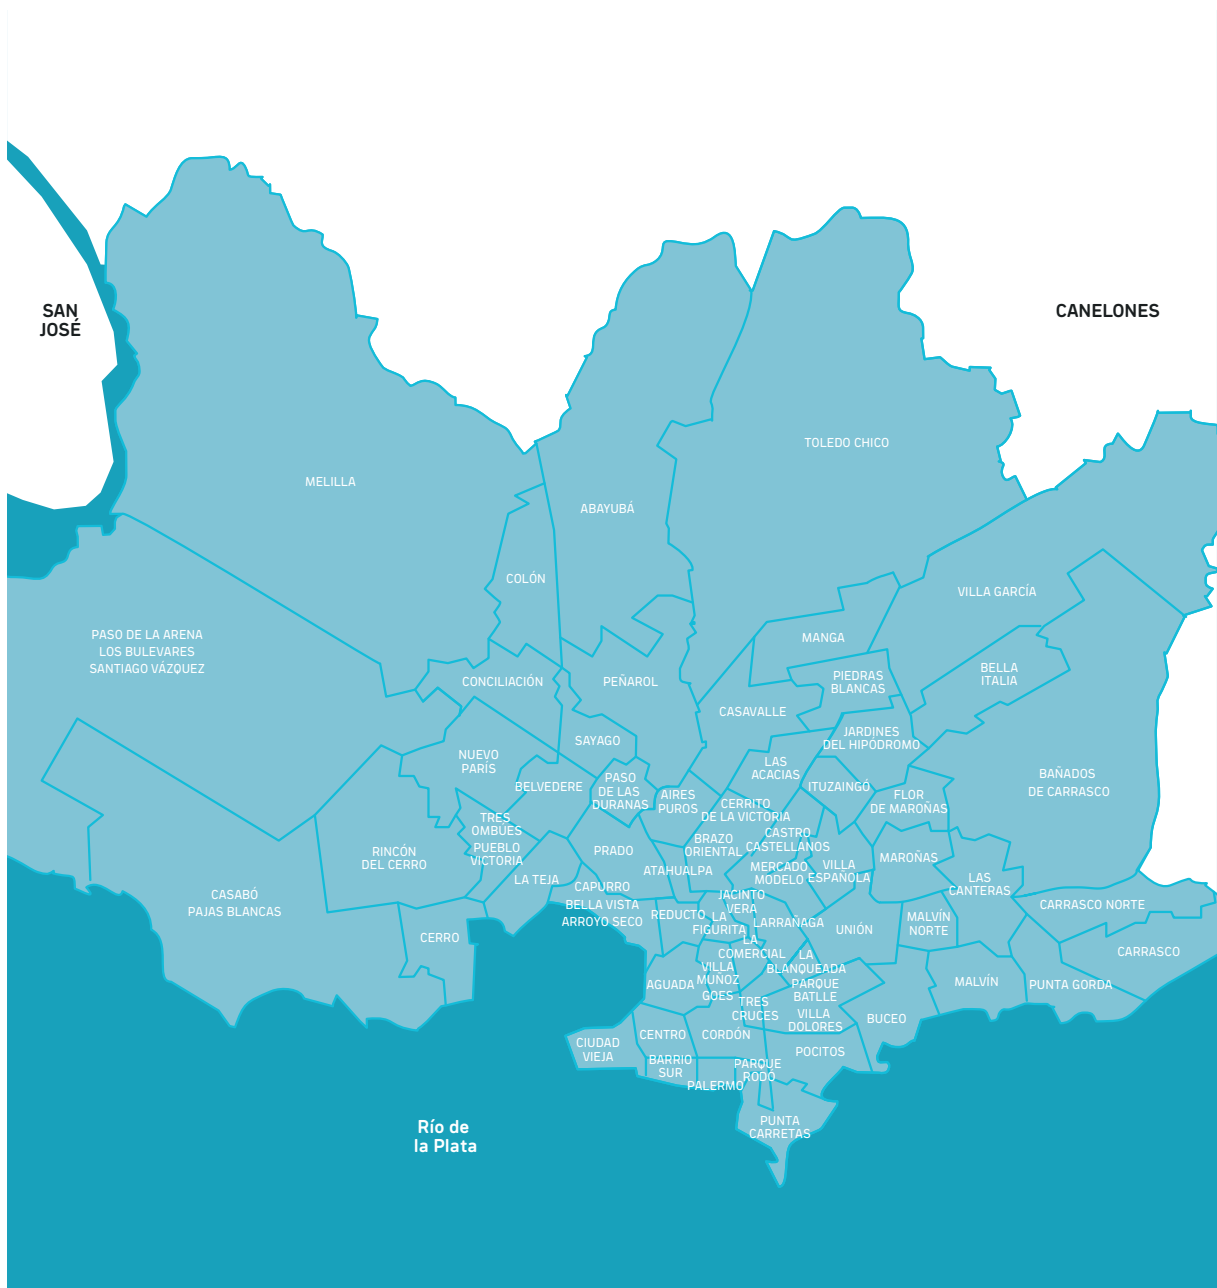 SAN
JOSÉ
CANELONES
TOLEDO CHICO
MELILLA
ABAYUBÁ
COLÓN
VILLA GARCÍA
PASO DE LA ARENA
LOS BULEVARES
SANTIAGO VÁZQUEZ
MANGA
CONCILIACIÓN
PEÑAROL
PIEDRAS
BLANCAS
BELLA
ITALIA
CASAVALLE
SAYAGO
JARDINES
DEL HIPÓDROMO
NUEVO
PARÍS
LAS
ACACIAS
BAÑADOS
DE CARRASCO
BELVEDERE
PASO
DE LAS
DURANAS
ITUZAINGÓ
AIRES
PUROS
FLOR
DE MAROÑAS
CERRITO
DE LA VICTORIA
TRES
OMBÚES
PUEBLO
VICTORIA
CASTRO
CASTELLANOS
BRAZO
ORIENTAL
RINCÓN
DEL CERRO
PRADO
MAROÑAS
ATAHUALPA
MERCADO
MODELO
VILLA
ESPAÑOLA
LA TEJA
LAS
CANTERAS
CASABÓ
PAJAS BLANCAS
CAPURRO
BELLA VISTA
ARROYO SECO
JACINTO
VERA
CARRASCO NORTE
REDUCTO
LA
FIGURITA
LARRAÑAGA
UNIÓN
MALVÍN
NORTE
CERRO
LA
COMERCIAL
LA
BLANQUEADA
CARRASCO
VILLA
MUÑOZ
GOES
AGUADA
PARQUE
BATLLE
MALVÍN
PUNTA GORDA
TRES
CRUCES
VILLA
DOLORES
BUCEO
CENTRO
CORDÓN
CIUDAD
VIEJA
POCITOS
BARRIO
SUR
PARQUE
RODÓ
PALERMO
PUNTA
CARRETAS
Río de
la Plata